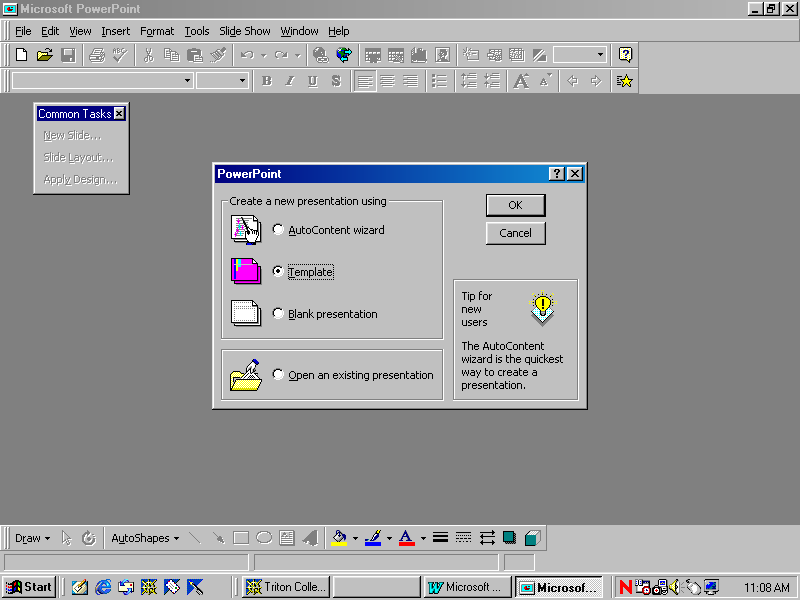 Microsoft PowerPoint
File Edit View Insert Format Tools Slide Show Window Help
B I U S A A
Common Tasks
New Slide...
Slide Layout...
Apply Design...
PowerPoint
Create a new presentation using
AutoContent wizard
Template
Blank presentation
Open an existing presentation
OK
Cancel
Tip for
new
users
The AutoContent
wizard is the quickest
way to create a
presentation.
Draw AutoShapes A
Start Triton Colle... Microsoft ... Microsof... N 11:08 AM